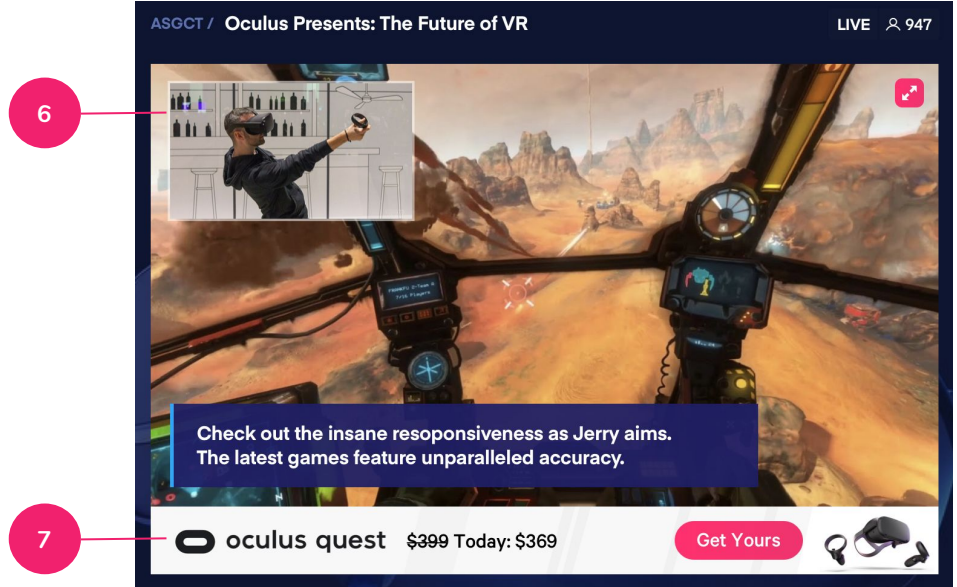 ASGCT / Oculus Presents: The Future of VR
LIVE 947
6
Check out the insane resoponsiveness as Jerry aims.
The latest games feature unparalleled accuracy.
7
oculus quest $399 Today: $369
Get Yours